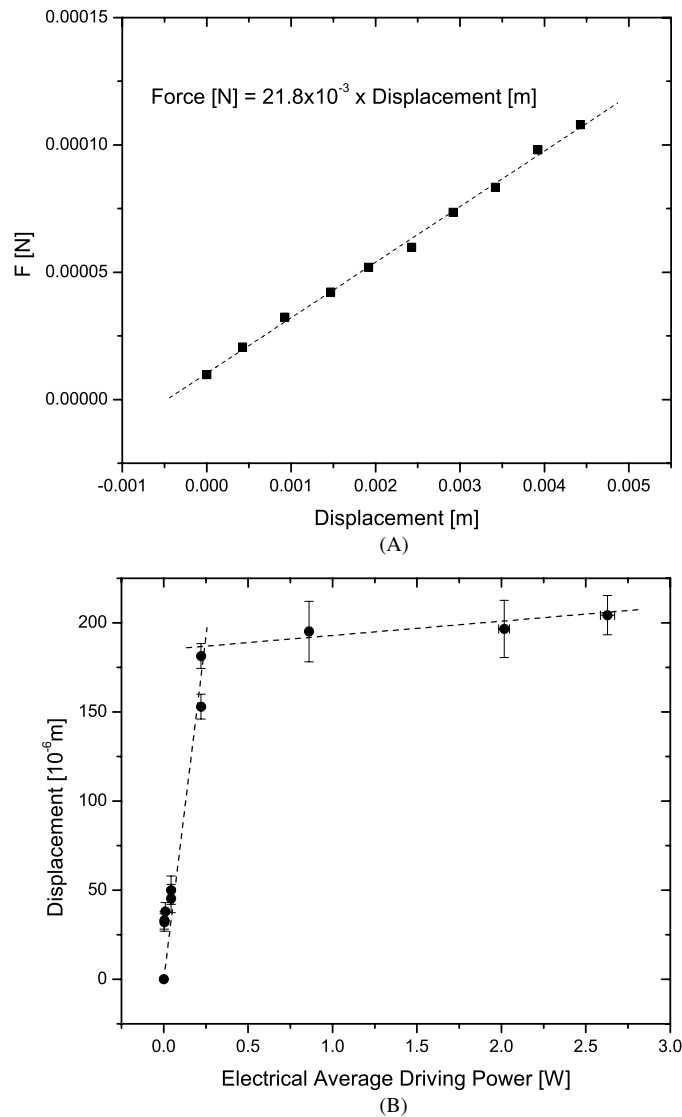 0.00015
Force [N] = 21.8x10⁻³ x Displacement [m]
0.00010
F [N]
0.00005
0.00000
-0.001 0.000 0.001 0.002 0.003 0.004 0.005
Displacement [m]
(A)
200
150
Displacement [10⁻⁶m]
100
50
0
0.0 0.5 1.0 1.5 2.0 2.5 3.0
Electrical Average Driving Power [W]
(B)